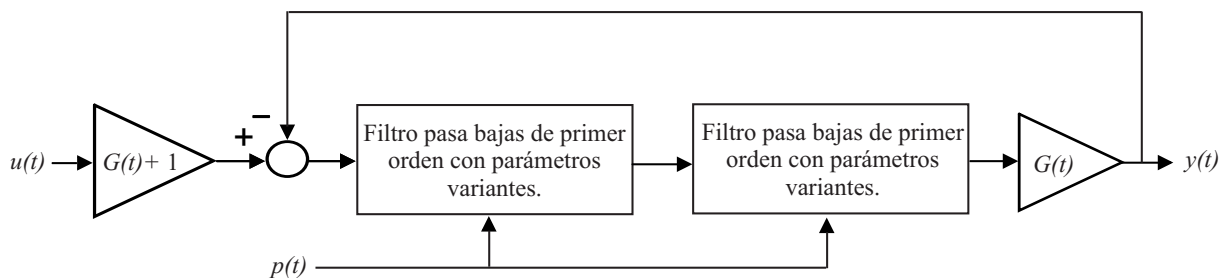 u(t)
G(t) + 1
+
−
Filtro pasa bajas de primer
orden con parámetros
variantes.
Filtro pasa bajas de primer
orden con parámetros
variantes.
G(t)
y(t)
p(t)